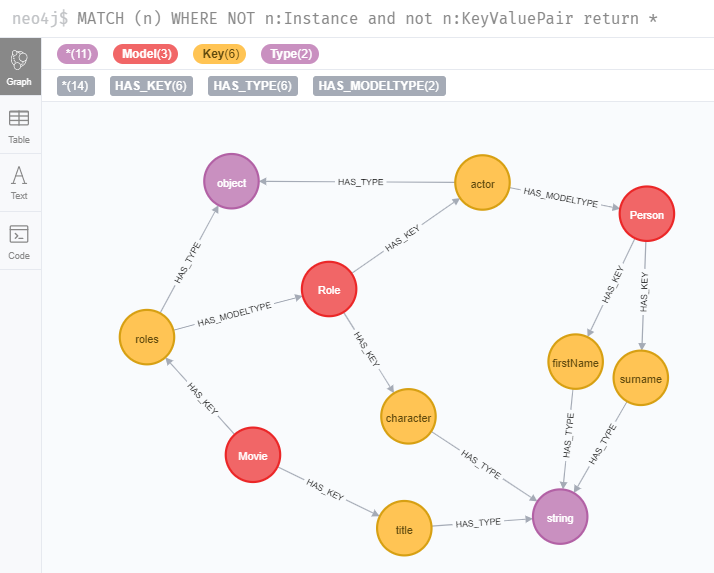 neo4j$ MATCH (n) WHERE NOT n:Instance and not n:KeyValuePair return *
Graph
Table
Text
Code
*(11) Model(3) Key(6) Type(2)
*(14) HAS_KEY(6) HAS_TYPE(6) HAS_MODELTYPE(2)
object
HAS_TYPE
actor
HAS_MODELTYPE
Person
HAS_KEY
HAS_TYPE
Role
HAS_KEY
HAS_KEY
HAS_MODELTYPE
roles
HAS_KEY
firstName
surname
HAS_KEY
character
HAS_TYPE
HAS_TYPE
Movie
HAS_TYPE
HAS_KEY
title
HAS_TYPE
string